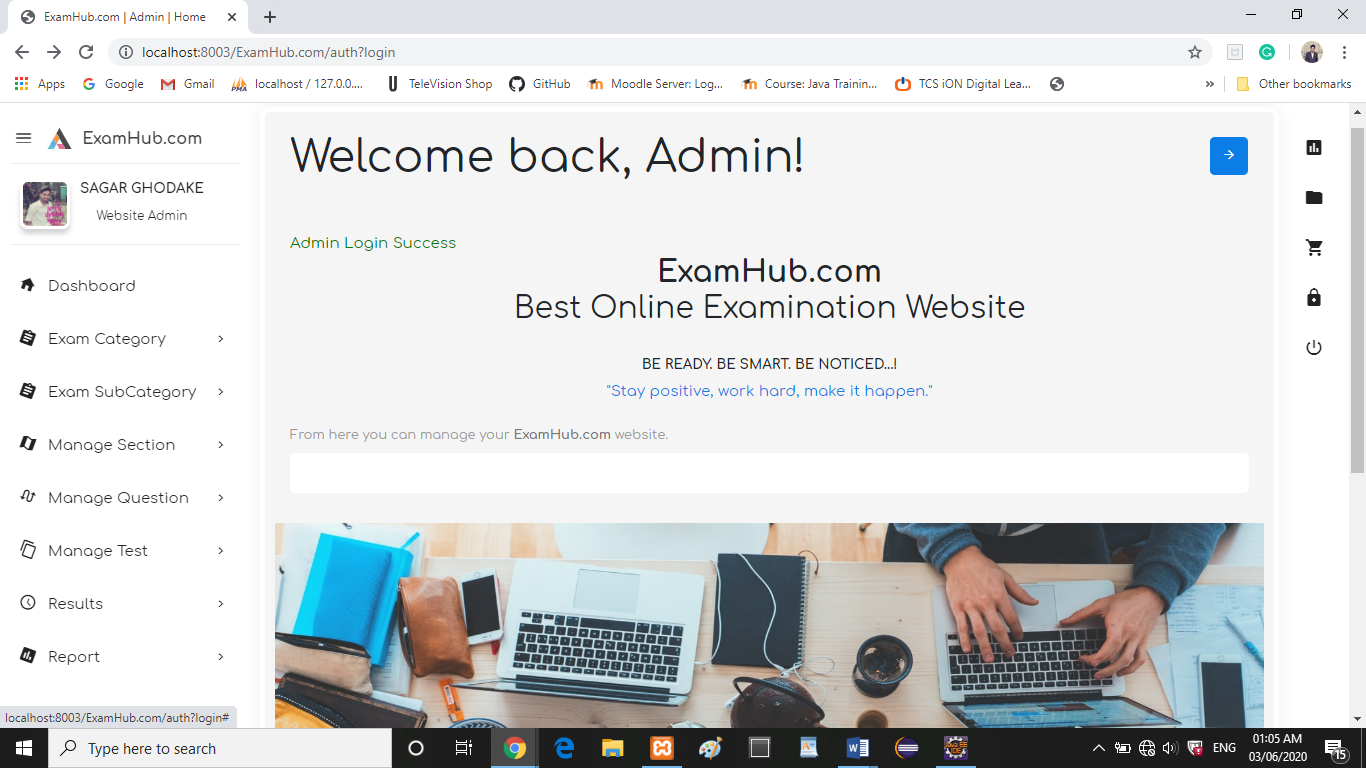 ExamHub.com | Admin | Home
localhost:8003/ExamHub.com/auth?login
Apps Google Gmail localhost / 127.0.0.... TeleVision Shop GitHub Moodle Server: Log... Course: Java Trainin... TCS iON Digital Lea... » Other bookmarks
ExamHub.com
SAGAR GHODAKE
Website Admin
Dashboard
Exam Category
Exam SubCategory
Manage Section
Manage Question
Manage Test
Results
Report
Welcome back, Admin!
Admin Login Success
ExamHub.com
Best Online Examination Website
BE READY. BE SMART. BE NOTICED...!
"Stay positive, work hard, make it happen."
From here you can manage your ExamHub.com website.
localhost:8003/ExamHub.com/auth?login#
Type here to search
ENG
01:05 AM
03/06/2020
15